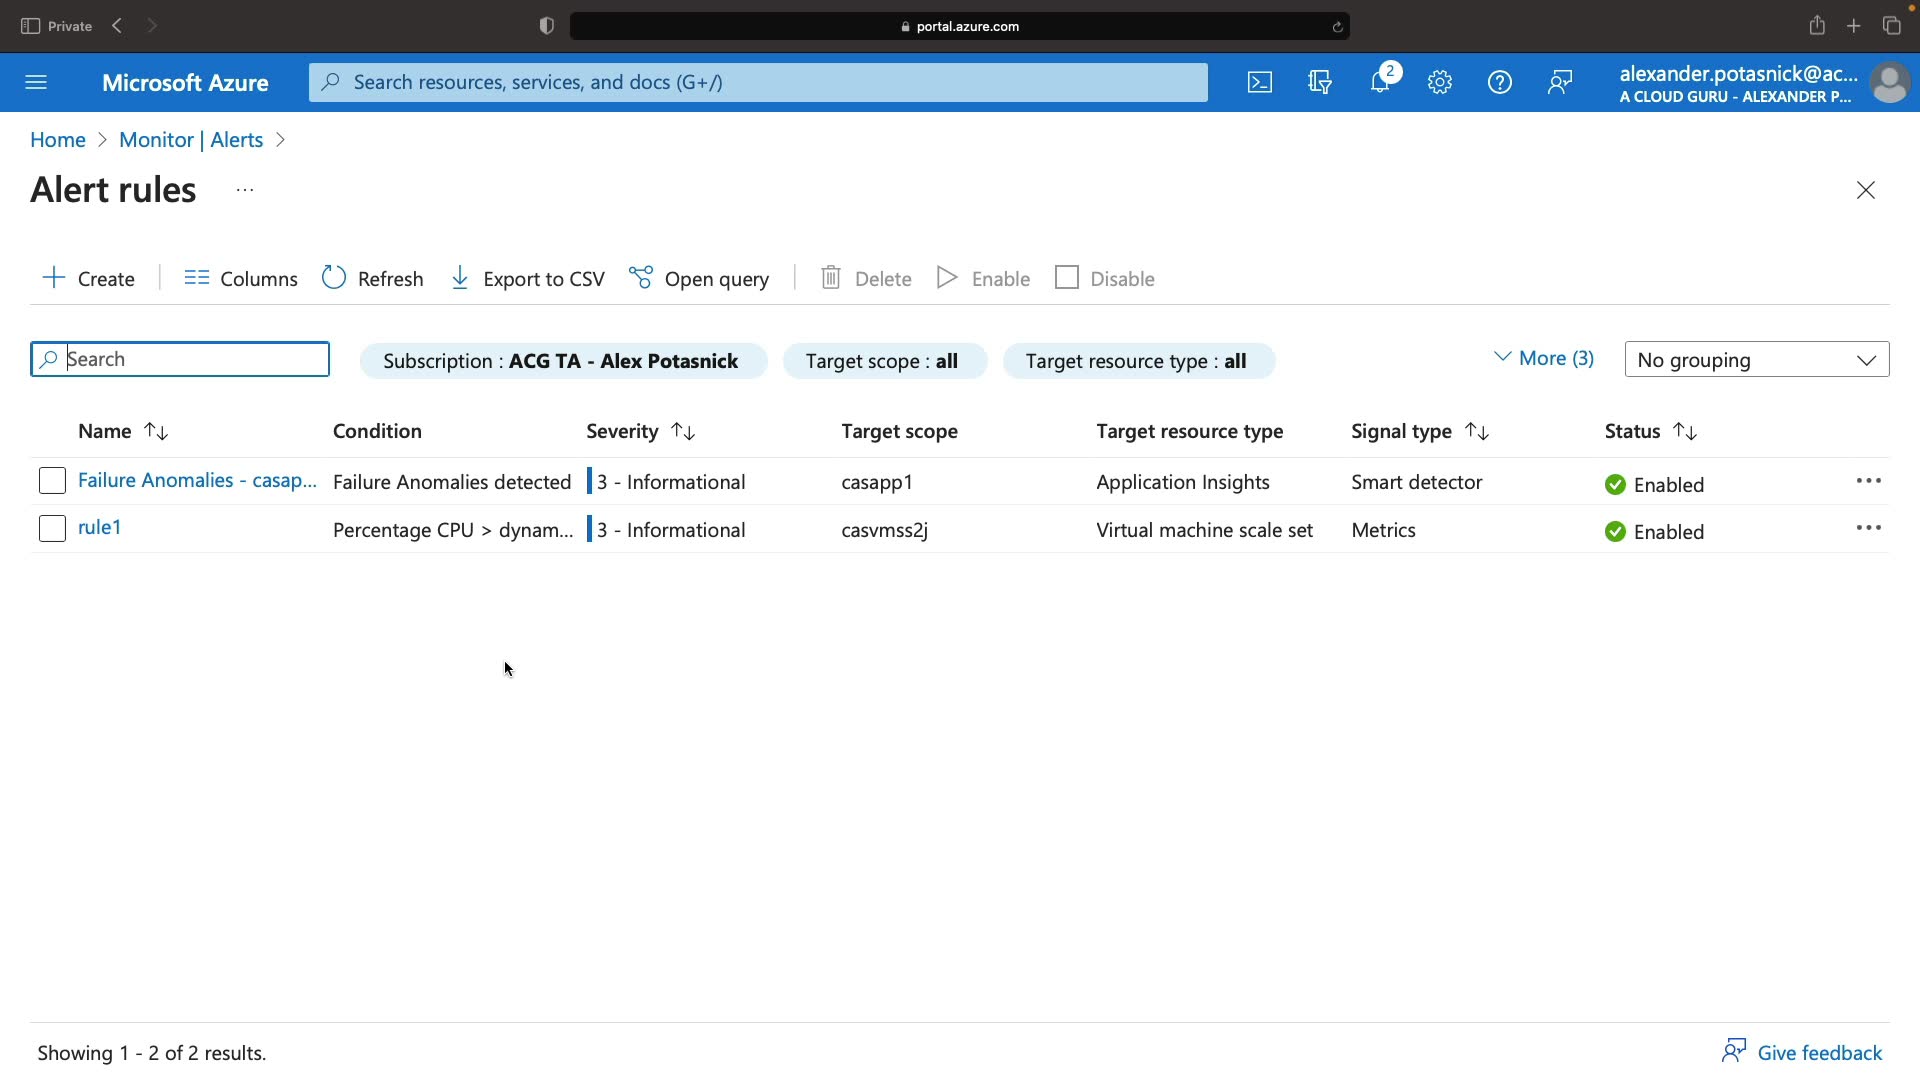 Private
portal.azure.com
Microsoft Azure
Search resources, services, and docs (G+/)
2
alexander.potasnick@ac...
A CLOUD GURU - ALEXANDER P...
Home > Monitor | Alerts >
Alert rules ...
Create
Columns
Refresh
Export to CSV
Open query
Delete
Enable
Disable
Search
Subscription : ACG TA - Alex Potasnick
Target scope : all
Target resource type : all
More (3)
No grouping
Name Condition Severity Target scope Target resource type Signal type Status
Failure Anomalies - casap... Failure Anomalies detected 3 - Informational casapp1 Application Insights Smart detector Enabled ...
rule1 Percentage CPU > dynam... 3 - Informational casvmss2j Virtual machine scale set Metrics Enabled ...
Showing 1 - 2 of 2 results.
Give feedback